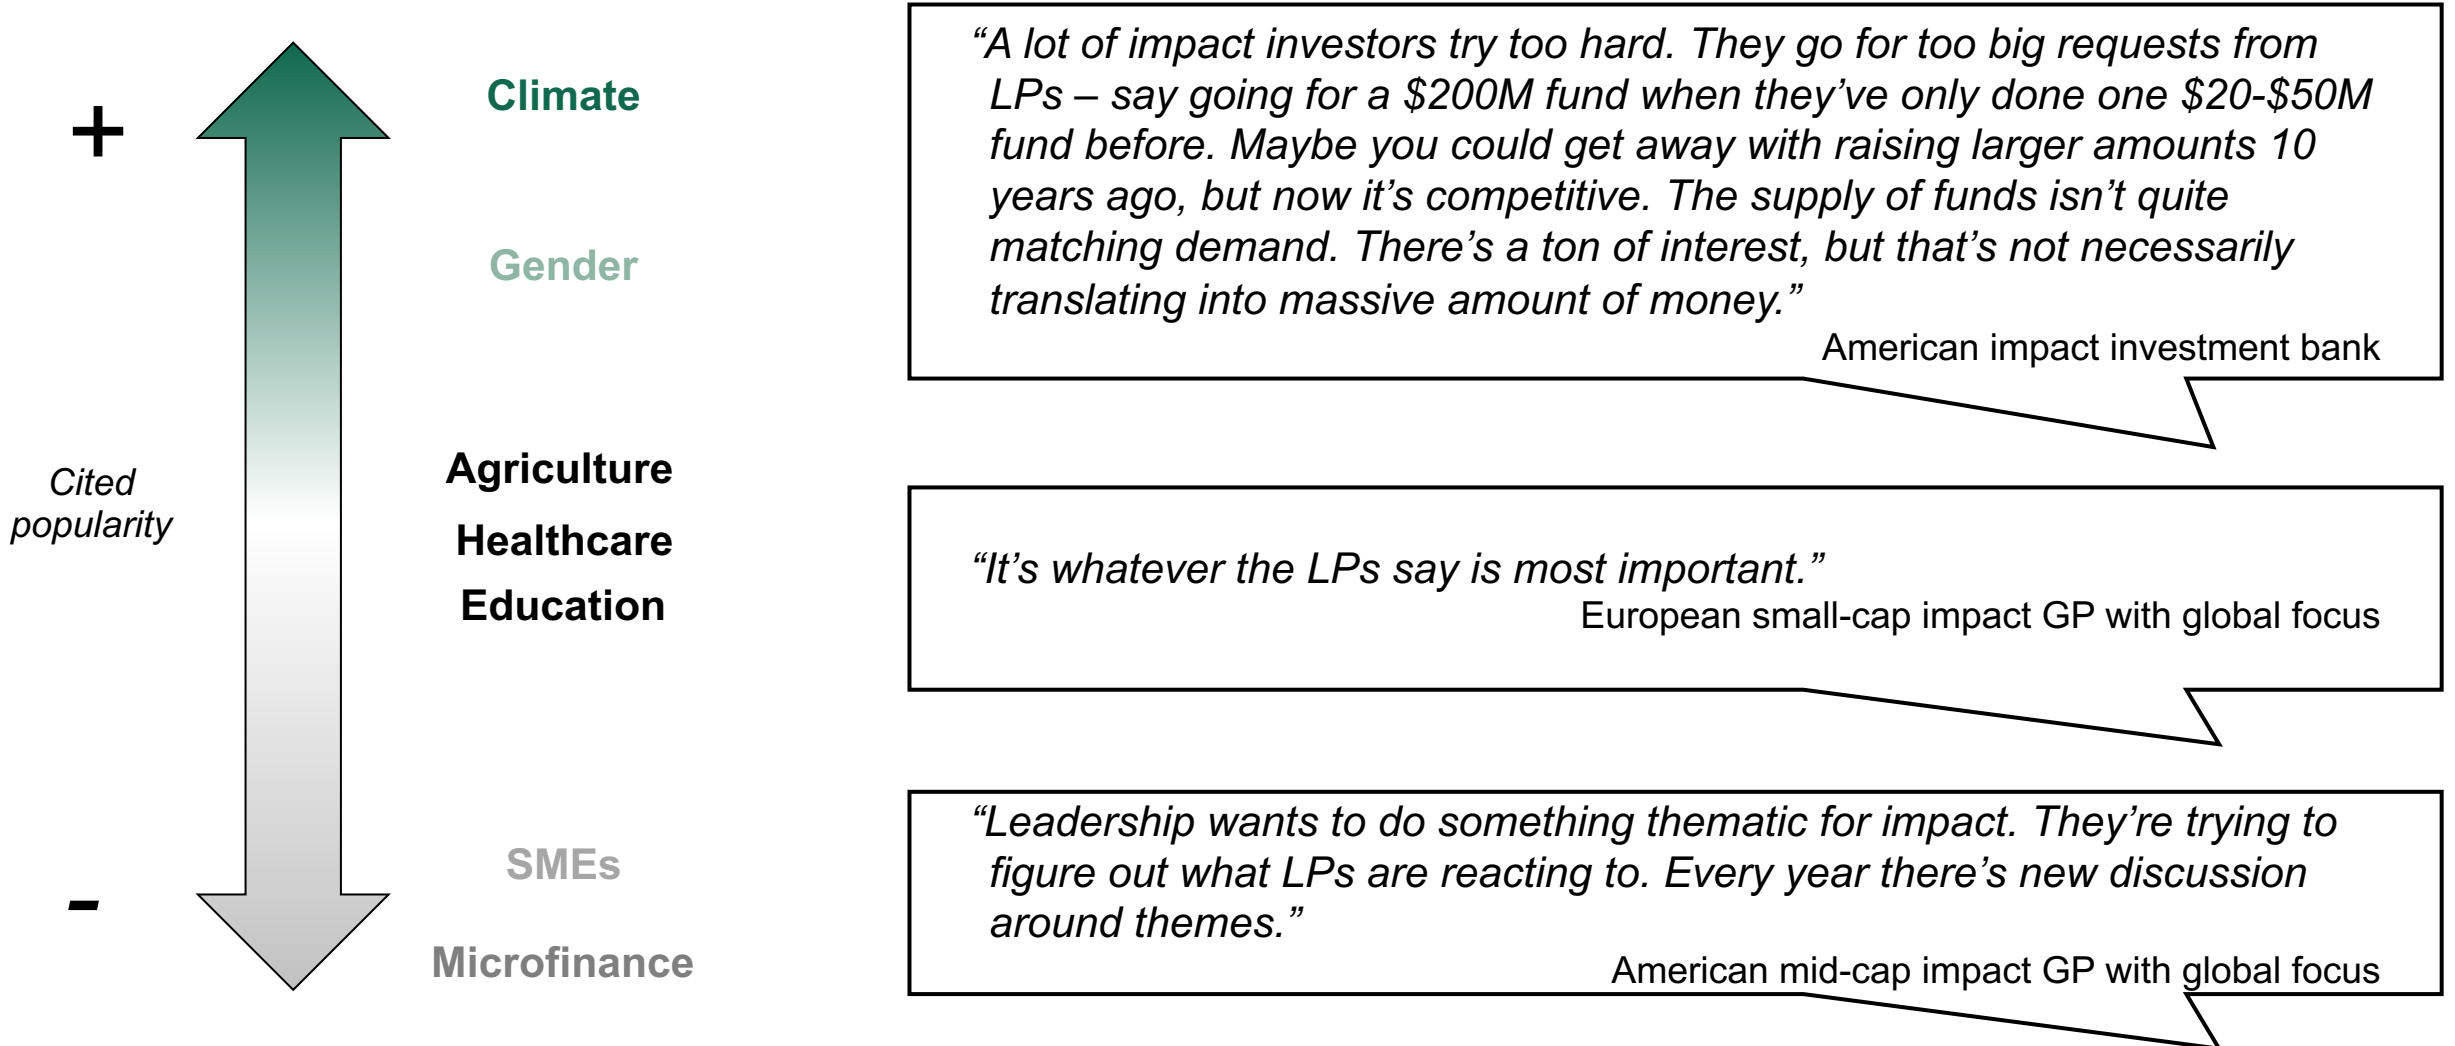 +
Cited
popularity
-
Climate
Gender
Agriculture
Healthcare
Education
SMEs
Microfinance
“A lot of impact investors try too hard. They go for too big requests from
LPs – say going for a $200M fund when they’ve only done one $20-$50M
fund before. Maybe you could get away with raising larger amounts 10
years ago, but now it’s competitive. The supply of funds isn’t quite
matching demand. There’s a ton of interest, but that’s not necessarily
translating into massive amount of money.”
American impact investment bank
“It’s whatever the LPs say is most important.”
European small-cap impact GP with global focus
“Leadership wants to do something thematic for impact. They’re trying to
figure out what LPs are reacting to. Every year there’s new discussion
around themes.”
American mid-cap impact GP with global focus